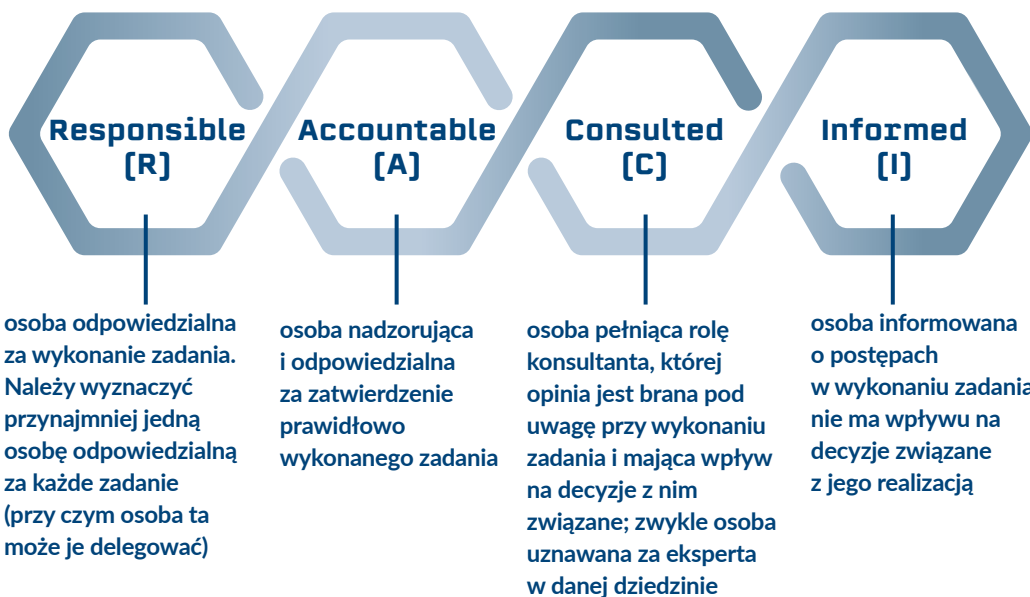 Responsible
(R)
osoba odpowiedzialna
za wykonanie zadania.
Należy wyznaczyć
przynajmniej jedną
osobę odpowiedzialną
za każde zadanie
(przy czym osoba ta
może je delegować)
Accountable
(A)
osoba nadzorująca
i odpowiedzialna
za zatwierdzenie
prawidłowo
wykonanego zadania
Consulted
(C)
osoba pełniąca rolę
konsultanta, której
opinia jest brana pod
uwagę przy wykonaniu
zadania i mająca wpływ
na decyzje z nim
związane; zwykle osoba
uznawana za eksperta
w danej dziedzinie
Informed
(I)
osoba informowana
o postępach
w wykonaniu zadania
nie ma wpływu na
decyzje związane
z jego realizacją